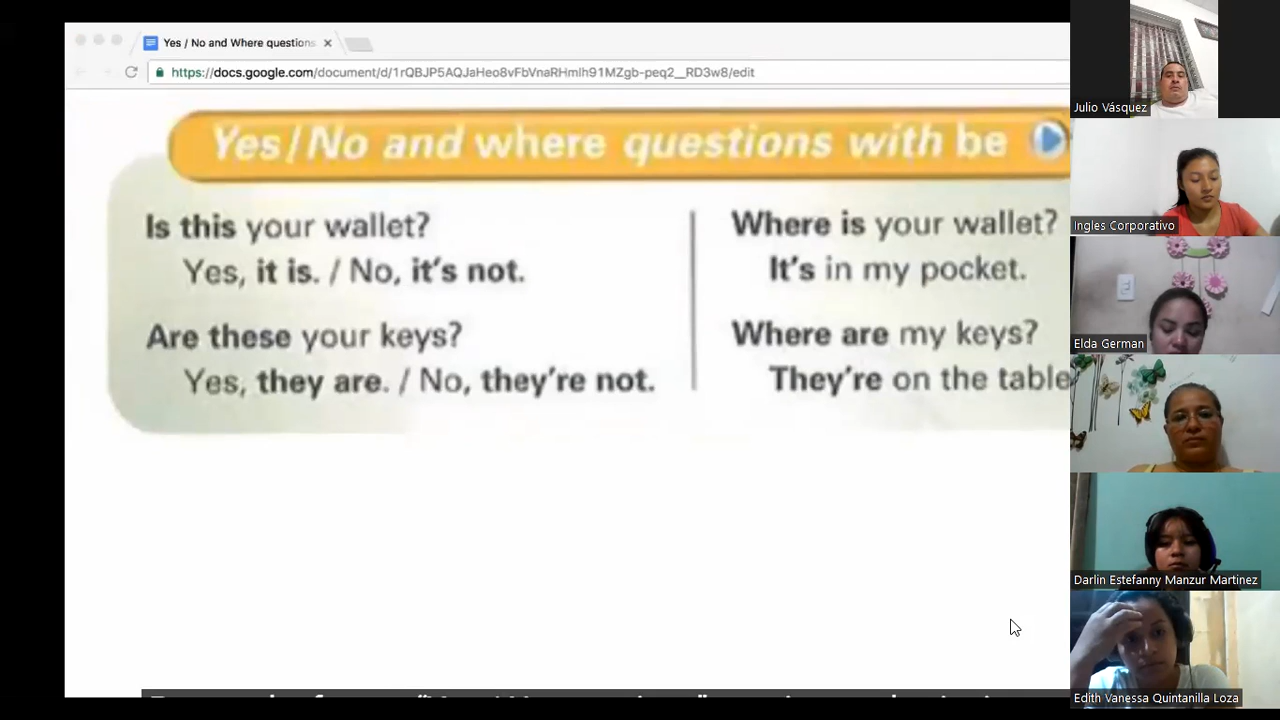 Yes / No and Where questions
https://docs.google.com/document/d/1rQBJP5AQJaHeo8vFbVnaRHmlh91MZgb-peq2__RD3w8/edit
Yes/No and where questions with be
Is this your wallet?
Yes, it is. / No, it's not.
Are these your keys?
Yes, they are. / No, they're not.
Where is your wallet?
It's in my pocket.
Where are my keys?
They're on the table
Julio Vásquez
Ingles Corporativo
Elda German
Darlin Estefanny Manzur Martinez
Edith Vanessa Quintanilla Loza